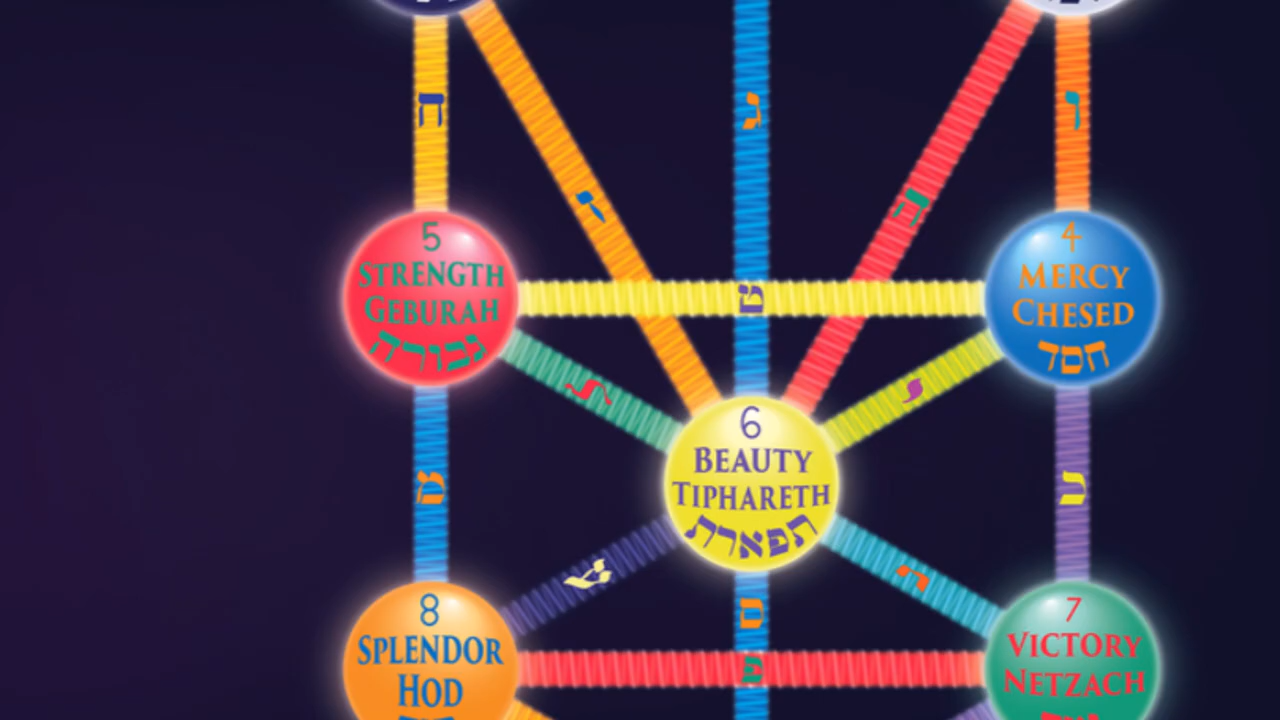 ח
ג
ו
ז
ה
5
STRENGTH
GEBURAH
גבורה
4
MERCY
CHESED
חסד
ט
ל
י
6
BEAUTY
TIPHARETH
תפארת
מ
ס
8
SPLENDOR
HOD
7
VICTORY
NETZACH